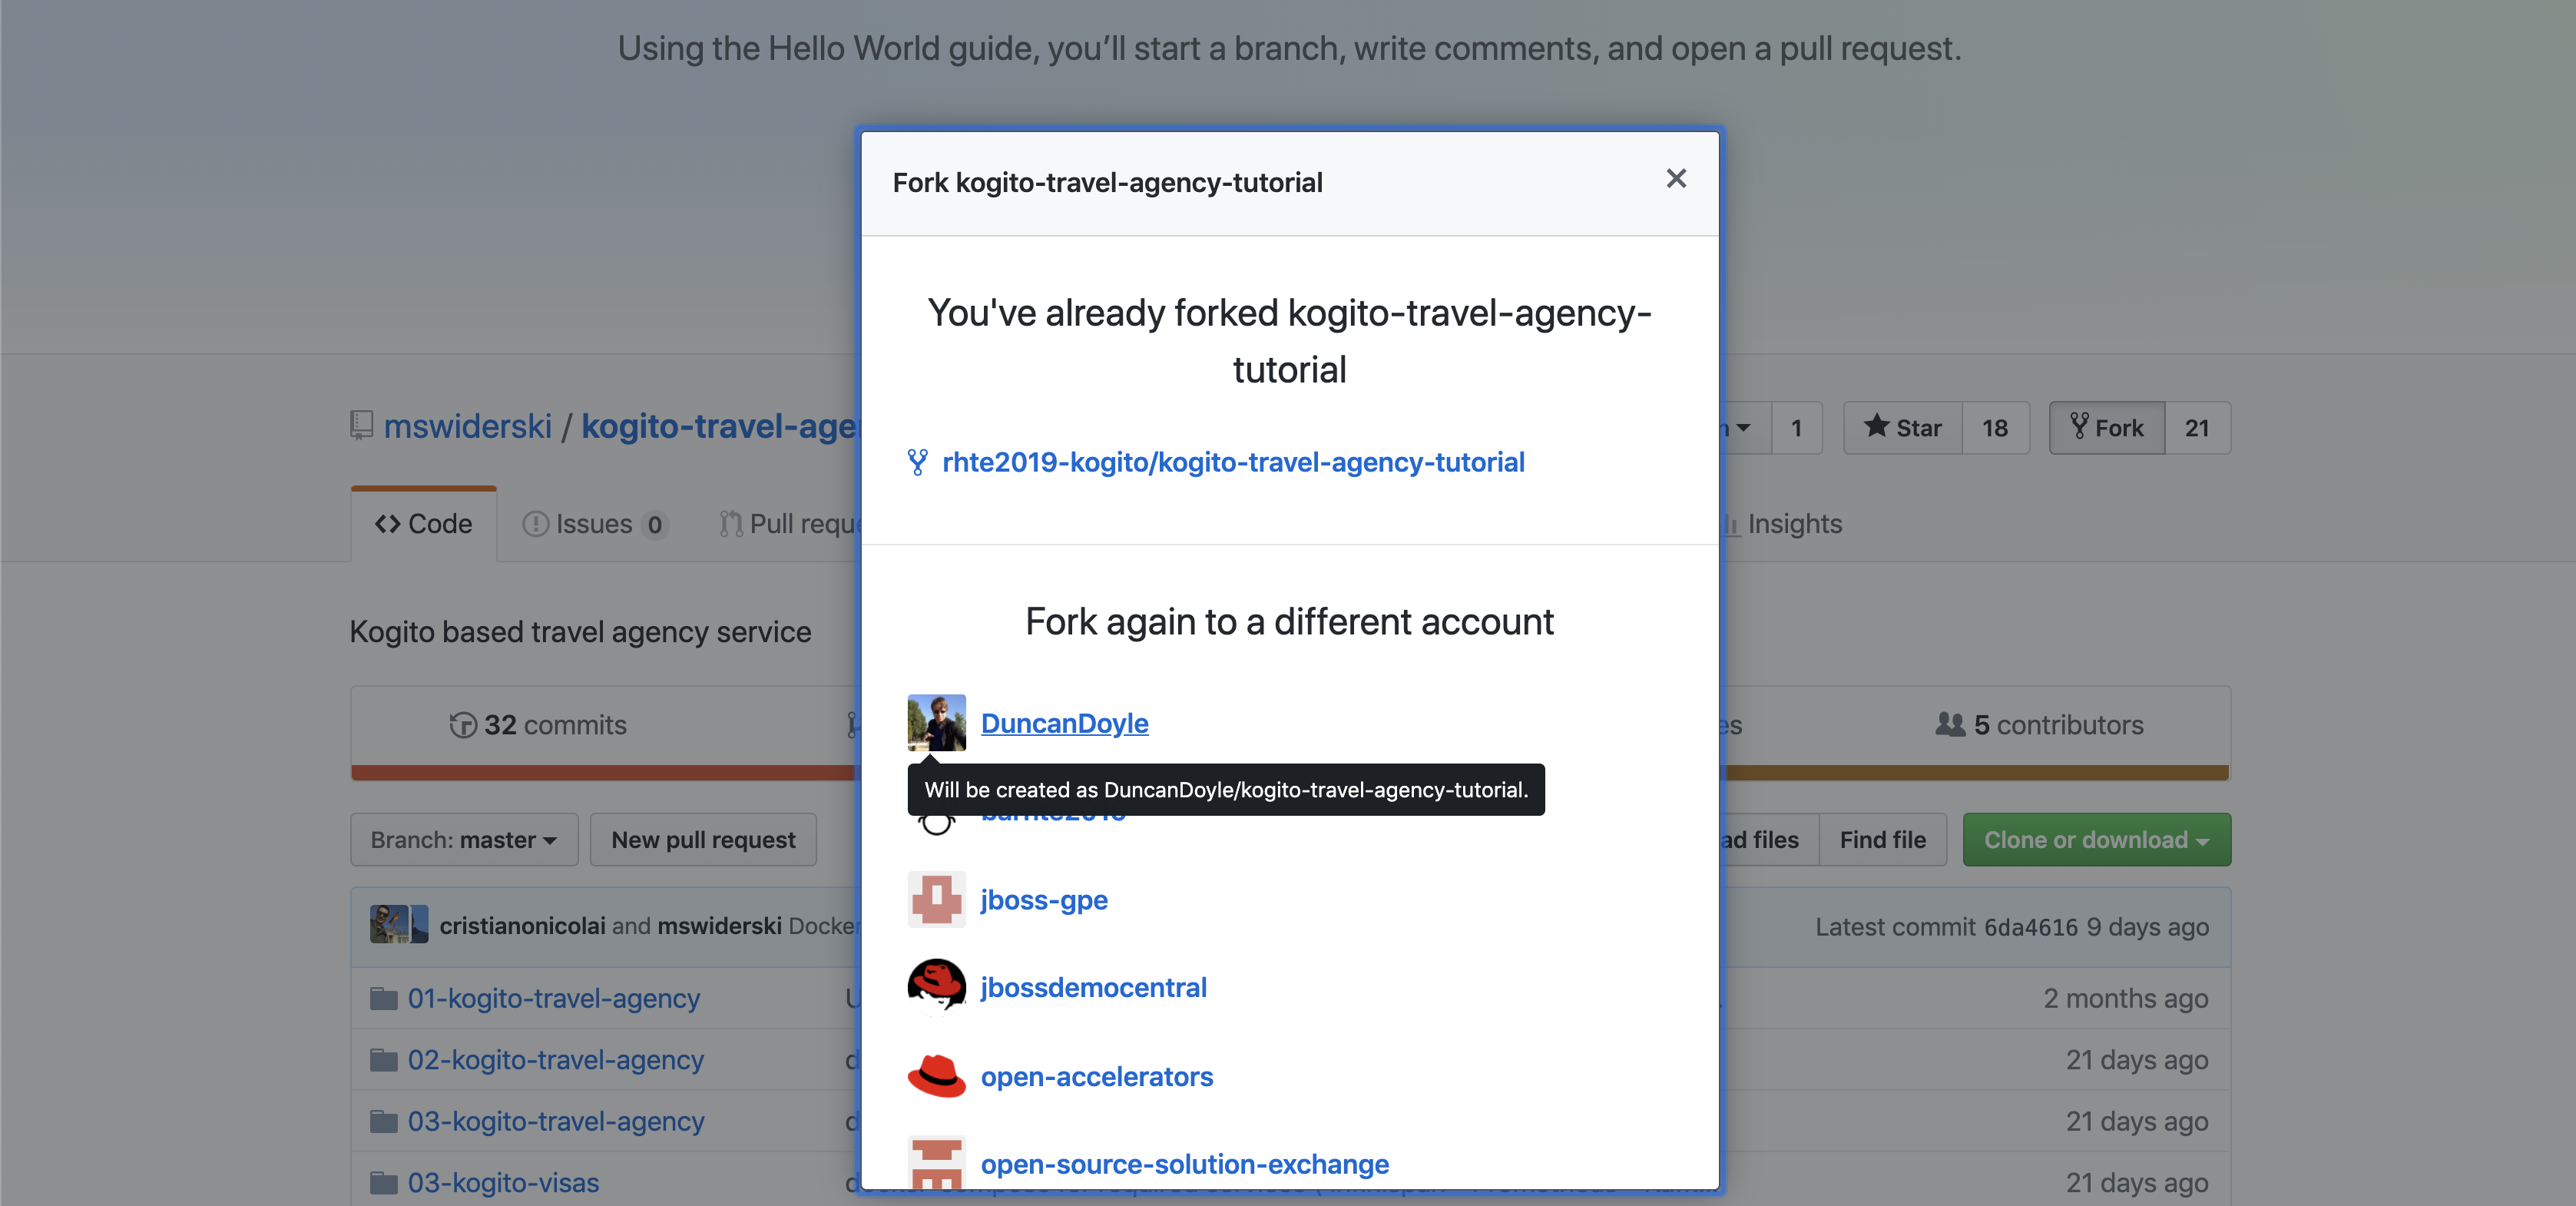 Using the Hello World guide, you’ll start a branch, write comments, and open a pull request.
Fork kogito-travel-agency-tutorial
You've already forked kogito-travel-agency-
tutorial
rhte2019-kogito/kogito-travel-agency-tutorial
Fork again to a different account
DuncanDoyle
Will be created as DuncanDoyle/kogito-travel-agency-tutorial.
jboss-gpe
jbossdemocentral
open-accelerators
open-source-solution-exchange
mswiderski / kogito-travel-age
1 Star 18 Fork 21
Code Issues 0 Pull reque Insights
Kogito based travel agency service
32 commits 5 contributors
Branch: master New pull request ad files Find file Clone or download
cristianonicolai and mswiderski Docker Latest commit 6da4616 9 days ago
01-kogito-travel-agency 2 months ago
02-kogito-travel-agency 21 days ago
03-kogito-travel-agency 21 days ago
03-kogito-visas 21 days ago